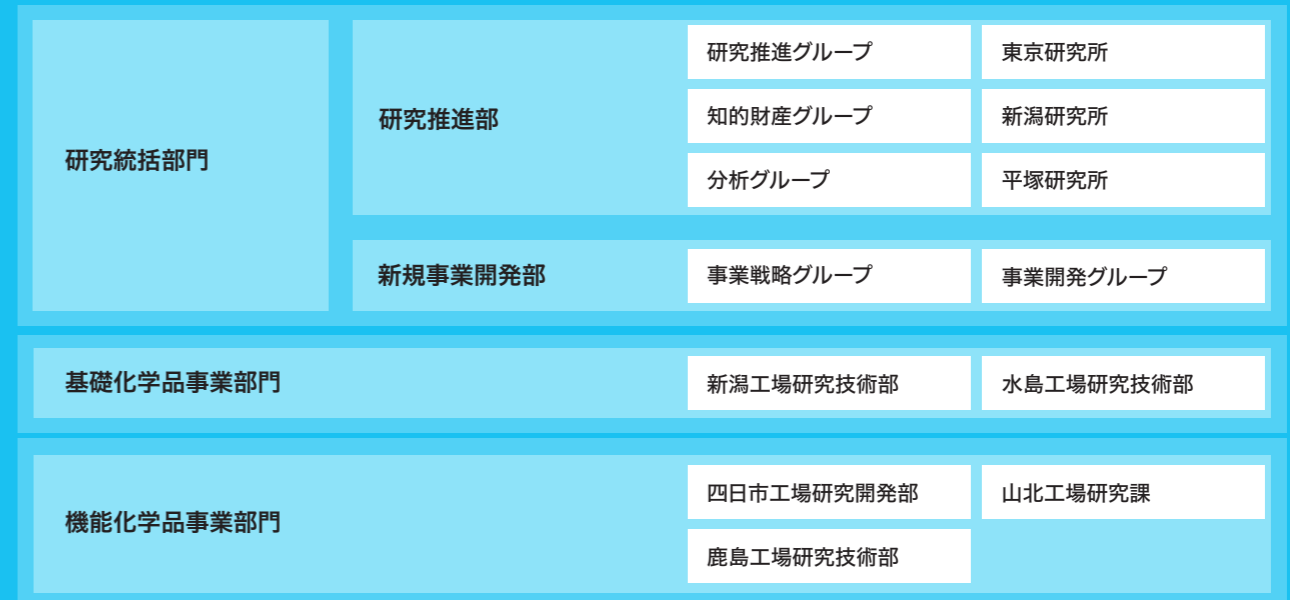 研究統括部門
研究推進部
研究推進グループ
東京研究所
知的財産グループ
新潟研究所
分析グループ
平塚研究所
新規事業開発部
事業戦略グループ
事業開発グループ
基礎化学品事業部門
新潟工場研究技術部
水島工場研究技術部
機能化学品事業部門
四日市工場研究開発部
山北工場研究課
鹿島工場研究技術部